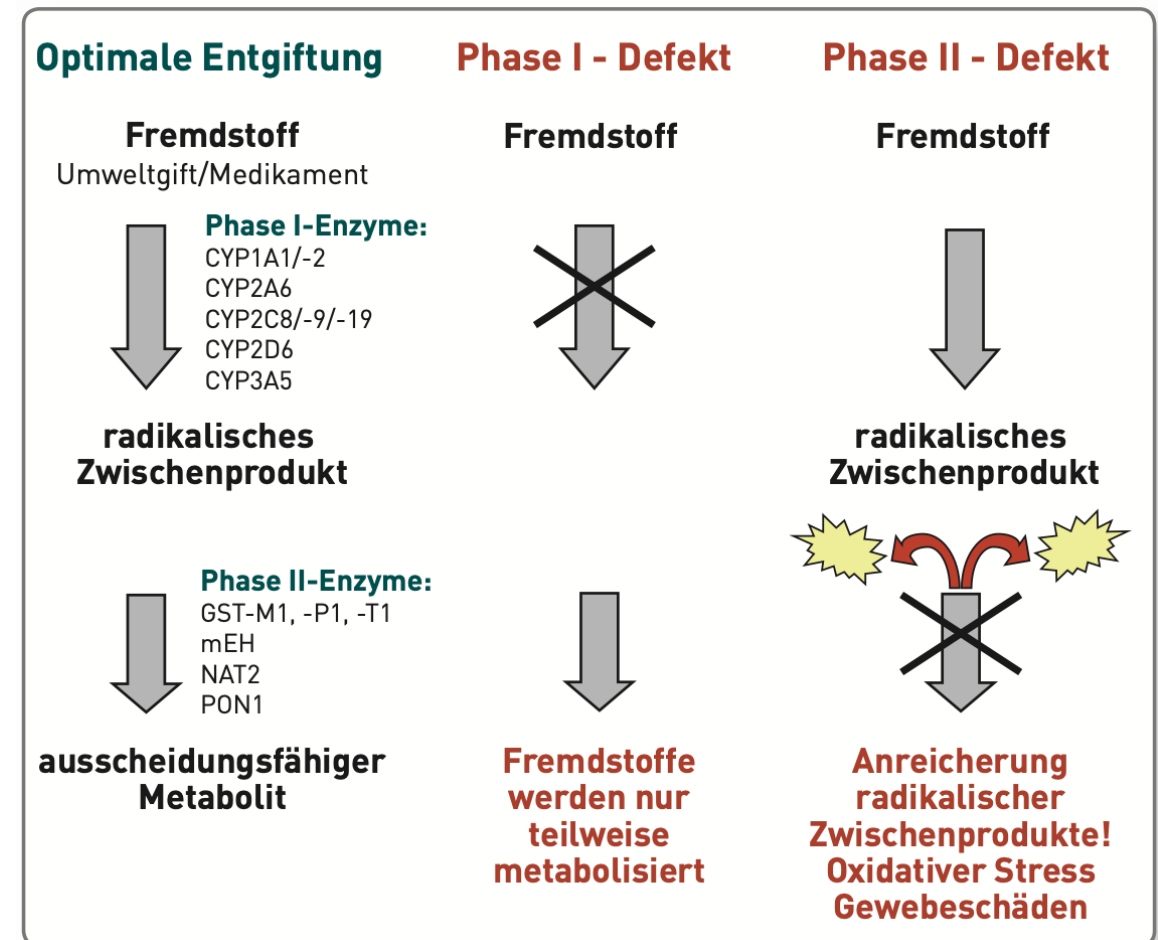 Optimale Entgiftung
Fremdstoff
Umweltgift/Medikament
Phase I-Enzyme:
CYP1A1/-2
CYP2A6
CYP2C8/-9/-19
CYP2D6
CYP3A5
radikalisches
Zwischenprodukt
Phase II-Enzyme:
GST-M1, -P1, -T1
mEH
NAT2
PON1
ausscheidungsfähiger
Metabolit
Phase I - Defekt
Fremdstoff
Fremdstoffe
werden nur
teilweise
metabolisiert
Phase II - Defekt
Fremdstoff
radikalisches
Zwischenprodukt
Anreicherung
radikalischer
Zwischenprodukte!
Oxidativer Stress
Gewebeschäden